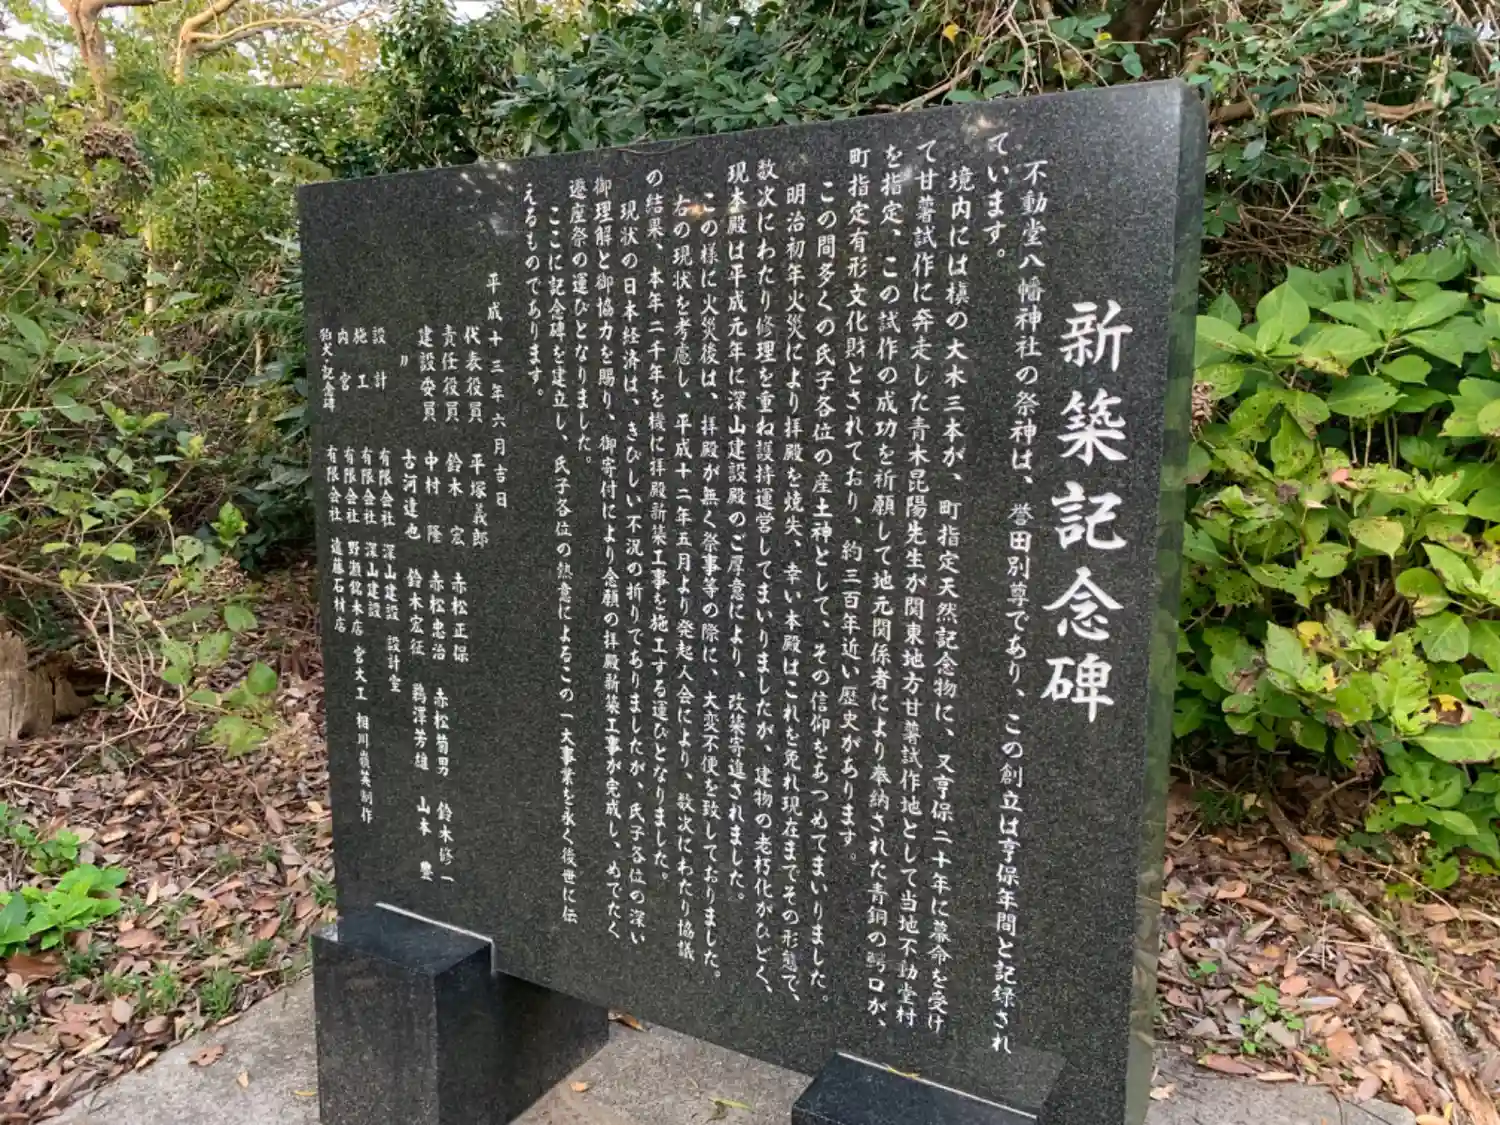 新築記念碑
不動堂八幡神社の祭神は、誉田別尊であり、この創立は亨保年間と記録され
ています。
境内には槙の大木三本が、町指定天然記念物に、又亨保二十年に幕命を受け
て甘薯試作に奔走した青木昆陽先生が関東地方甘薯試作地として当地不動堂村
を指定、この試作の成功を祈願して地元関係者により奉納された青銅の鰐口が、
町指定有形文化財とされており、約三百年近い歴史があります。
この間多くの氏子各位の産土神として、その信仰をあつめてまいりました。
明治初年火災により拝殿を焼失、幸い本殿はこれを免れ現在までその形態で、
数次にわたり修理を重ね護持運営してまいりましたが、建物の老朽化がひどく、
現本殿は平成元年に深山建設殿のご厚意により、改築寄進されました。
この様に火災後は、拝殿が無く祭事等の際に、大変不便を致しておりました。
右の現状を考慮し、平成十二年五月より発起人会により、数次にわたり協議
の結果、本年二千年を機に拝殿新築工事を施工する運びとなりました。
現状の日本経済は、きびしい不況の折りでありましたが、氏子各位の深い
御理解と御協力を賜り、御寄付により念願の拝殿新築工事が完成し、めでたく
遷座祭の運びとなりました。
ここに記念碑を建立し、氏子各位の熱意によるこの一大事業を永く後世に伝
えるものであります。
平成十三年六月吉日
代表役員 平塚義郎
責任役員 鈴木 宏 赤松正保
建設委員 中村 隆 赤松忠治 赤松菊男 鈴木修一
〃 古河達也 鈴木宏征 鵜澤芳雄 山本 豊
設計 有限会社 深山建設 設計室
施工 有限会社 深山建設
内宮 有限会社 野瀬銘木店 宮大工 相川 制作
狛犬・記念碑 有限会社 遠藤石材店